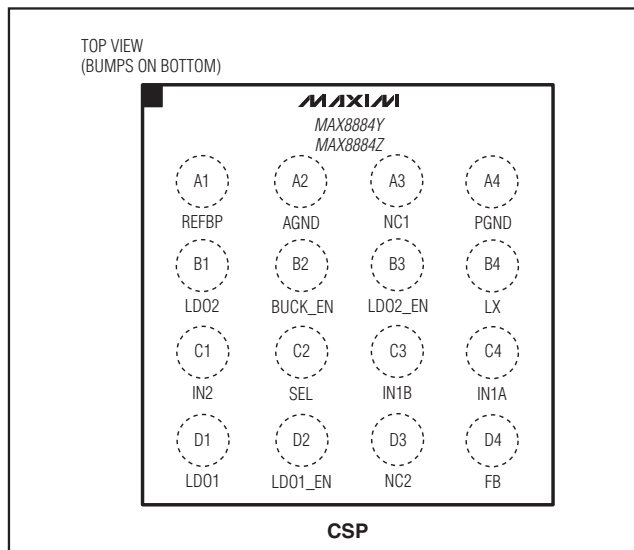 TOP VIEW
(BUMPS ON BOTTOM)
MAXIM
MAX8884Y
MAX8884Z
A1 A2 A3 A4
REFBP AGND NC1 PGND
B1 B2 B3 B4
LDO2 BUCK_EN LDO2_EN LX
C1 C2 C3 C4
IN2 SEL IN1B IN1A
D1 D2 D3 D4
LDO1 LDO1_EN NC2 FB
CSP